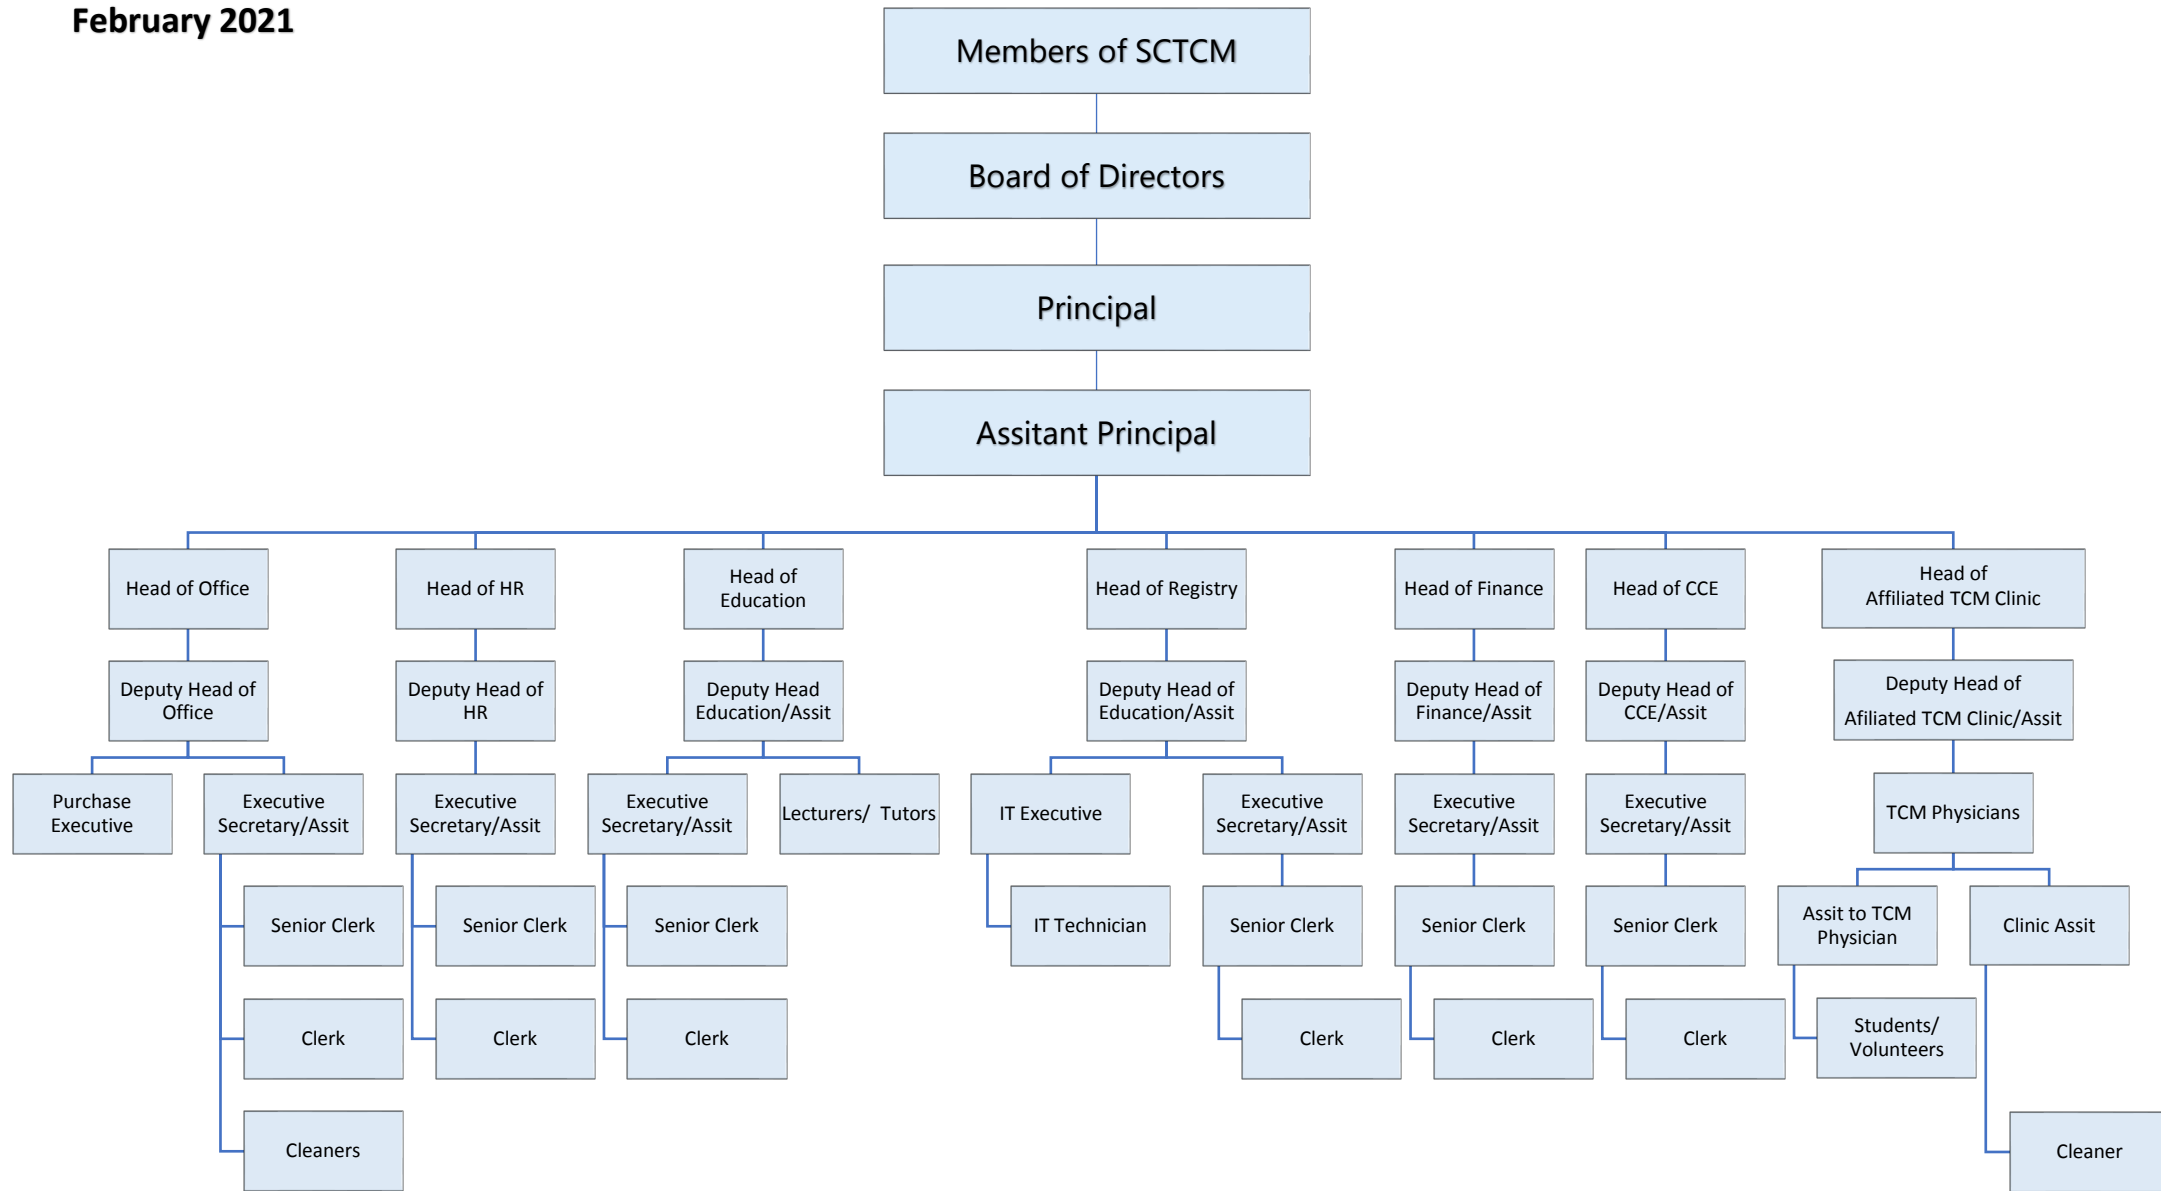 February 2021
Members of SCTCM
Board of Directors
Principal
Assitant Principal
Head of Office
Head of HR
Head of
Education
Head of Registry
Head of Finance
Head of CCE
Head of
Affiliated TCM Clinic
Deputy Head of
Office
Deputy Head of
HR
Deputy Head
Education/Assit
Deputy Head of
Education/Assit
Deputy Head of
Finance/Assit
Deputy Head of
CCE/Assit
Deputy Head of
Afiliated TCM Clinic/Assit
Purchase
Executive
Executive
Secretary/Assit
Executive
Secretary/Assit
Executive
Secretary/Assit
Lecturers/ Tutors
IT Executive
Executive
Secretary/Assit
Executive
Secretary/Assit
Executive
Secretary/Assit
TCM Physicians
Senior Clerk
Senior Clerk
Senior Clerk
IT Technician
Senior Clerk
Senior Clerk
Senior Clerk
Assit to TCM
Physician
Clinic Assit
Clerk
Clerk
Clerk
Clerk
Clerk
Clerk
Students/
Volunteers
Cleaners
Cleaner